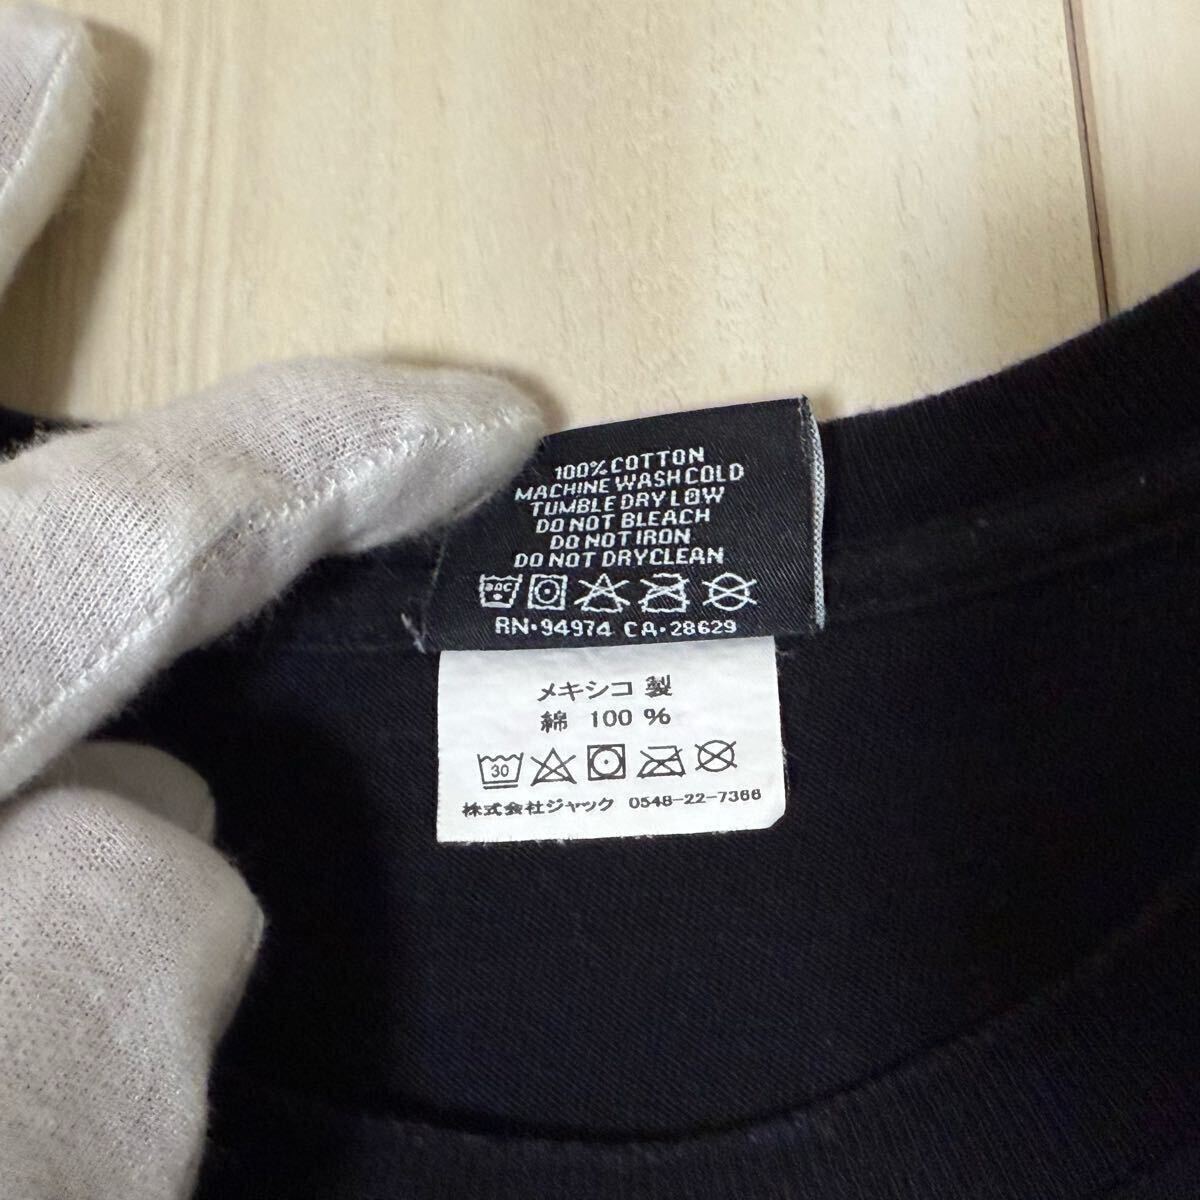 100% COTTON
MACHINE WASH COLD
TUMBLE DRY LOW
DO NOT BLEACH
DO NOT IRON
DO NOT DRYCLEAN
RN·94974 CA·28629
メキシコ 製
綿 100 %
30
株式会社ジャック 0548-22-7366